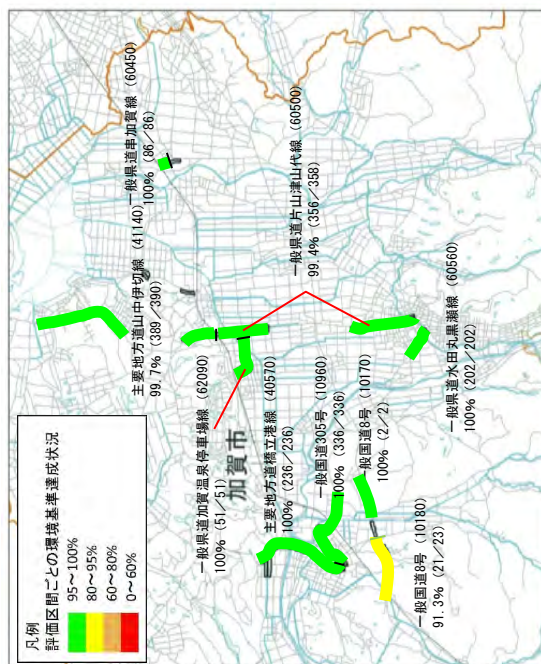 凡例
評価区間ごとの環境基準達成状況
95～100%
80～95%
60～80%
0～60%
一般県道串加賀線（60450）
100%（86／86）
主要地方道山中伊切線（41140）
99.7%（389／390）
一般県道片山津山代線（60500）
99.4%（356／358）
一般県道加賀温泉停車場線（62090）
100%（51／51）
加賀市
主要地方道橋立港線（40570）
100%（236／236）
一般国道305号（10960）
100%（336／336）
一般国道8号（10170）
100%（2／2）
一般県道水田丸黒瀬線（60560）
100%（202／202）
一般国道8号（10180）
91.3%（21／23）